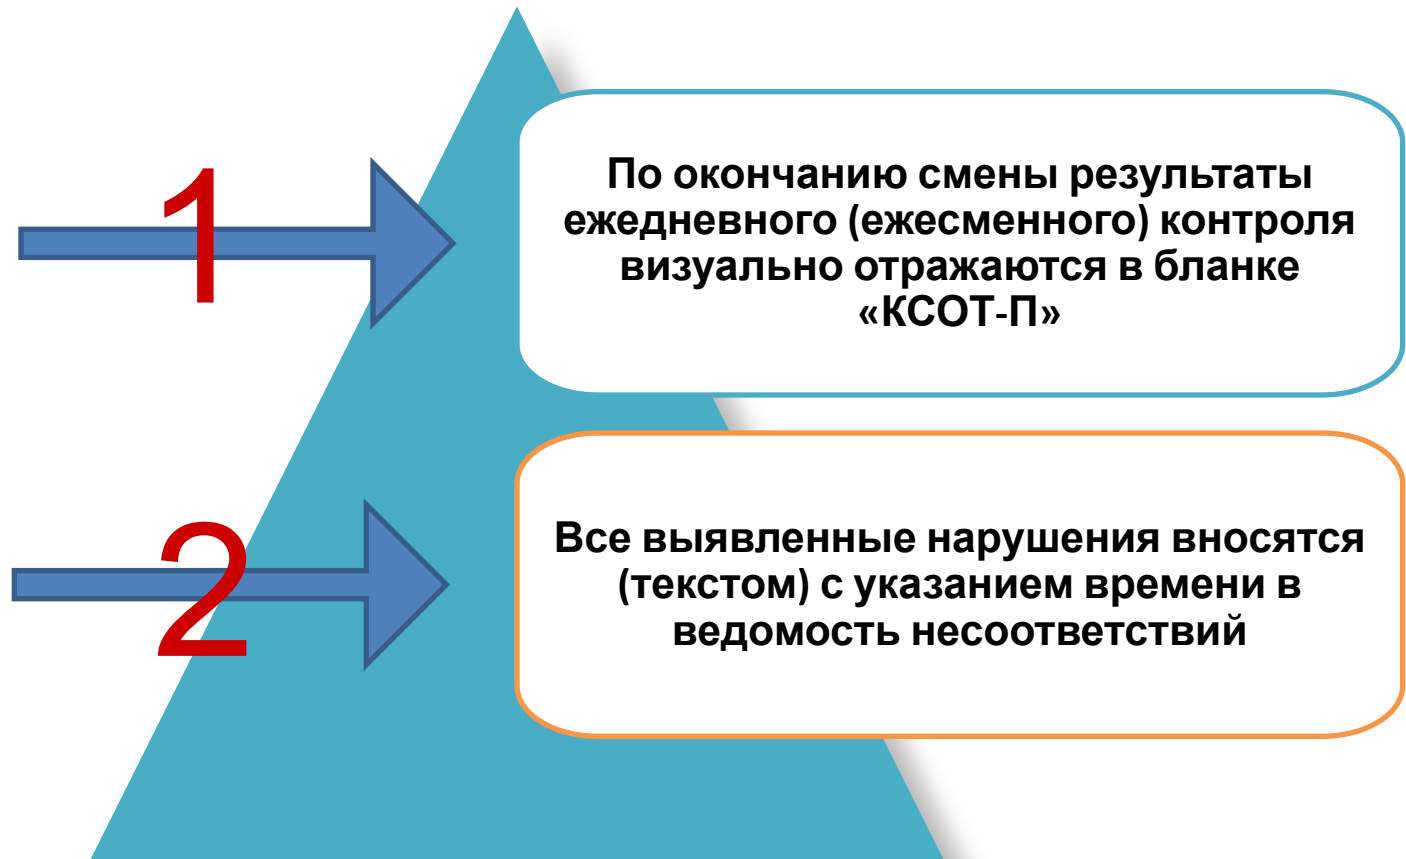 1
По окончанию смены результаты
ежедневного (ежесменного) контроля
визуально отражаются в бланке
«КСОТ-П»
2
Все выявленные нарушения вносятся
(текстом) с указанием времени в
ведомость несоответствий